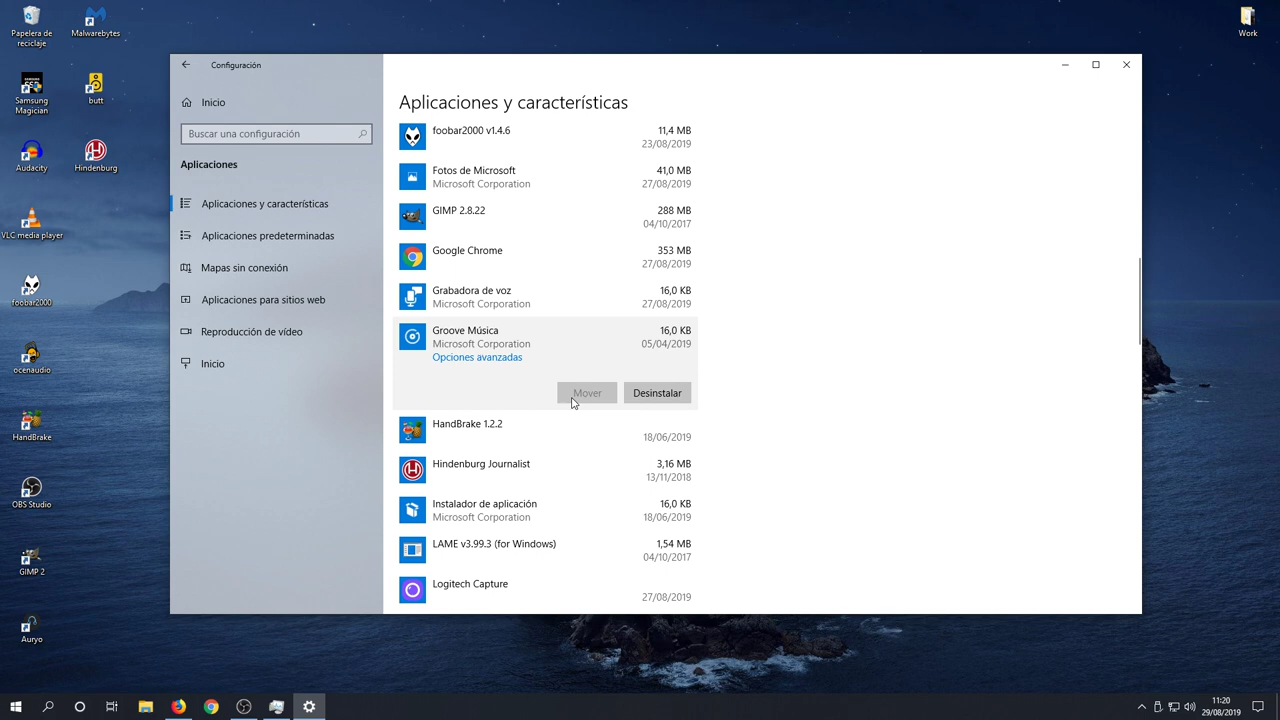 Papelera de
reciclaje
Malwarebytes
Work
Samsung
Magician
butt
Audacity
Hindenburg
VLC media player
foobar2000
ocenaudio
HandBrake
OBS Studio
GIMP 2
Auryo
Configuración
Inicio
Buscar una configuración
Aplicaciones
Aplicaciones y características
Aplicaciones predeterminadas
Mapas sin conexión
Aplicaciones para sitios web
Reproducción de vídeo
Inicio
Aplicaciones y características
foobar2000 v1.4.6 11,4 MB
23/08/2019
Fotos de Microsoft 41,0 MB
Microsoft Corporation 27/08/2019
GIMP 2.8.22 288 MB
04/10/2017
Google Chrome 353 MB
27/08/2019
Grabadora de voz 16,0 KB
Microsoft Corporation 27/08/2019
Groove Música 16,0 KB
Microsoft Corporation 05/04/2019
Opciones avanzadas
Mover Desinstalar
HandBrake 1.2.2
18/06/2019
Hindenburg Journalist 3,16 MB
13/11/2018
Instalador de aplicación 16,0 KB
Microsoft Corporation 18/06/2019
LAME v3.99.3 (for Windows) 1,54 MB
04/10/2017
Logitech Capture
27/08/2019
11:20
29/08/2019